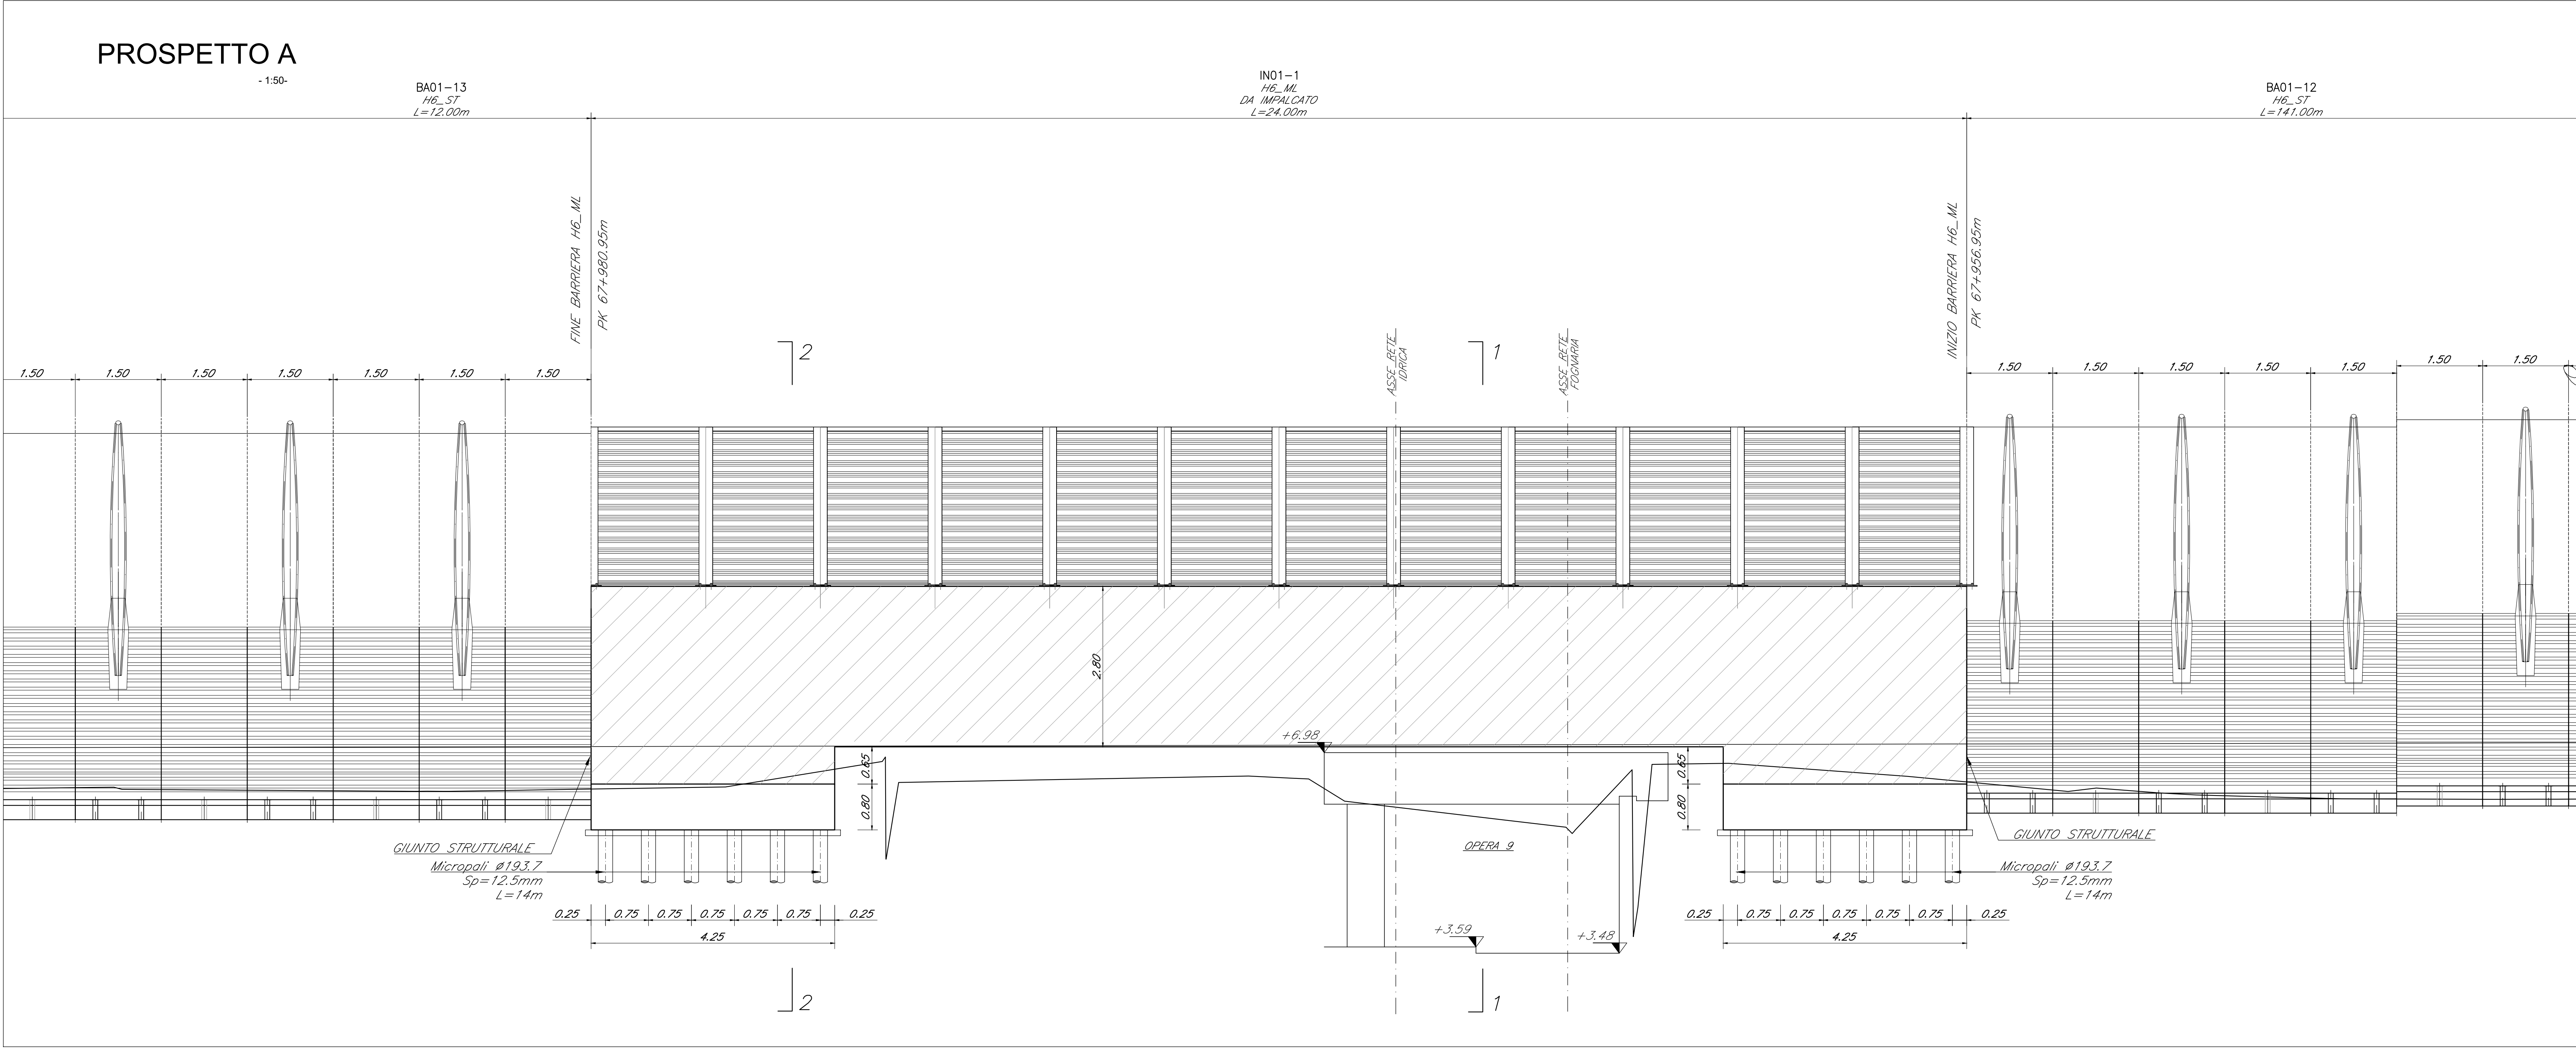 PROSPETTO A
- 1:50-
BA01-13
H6_ST
L=12.00m
IN01-1
H6_ML
DA IMPALCATO
L=24.00m
BA01-12
H6_ST
L=141.00m
FINE BARRIERA H6_ML
PK 67+980.95m
INIZIO BARRIERA H6_ML
PK 67+956.95m
2
1
ASSE RETE
IDRICA
ASSE RETE
FOGNARIA
1.50 1.50 1.50 1.50 1.50 1.50 1.50
1.50 1.50 1.50 1.50 1.50
1.50 1.50
2.80
+6.98
0.65
0.80
0.65
0.80
OPERA 9
GIUNTO STRUTTURALE
Micropali ø193.7
Sp=12.5mm
L=14m
GIUNTO STRUTTURALE
Micropali ø193.7
Sp=12.5mm
L=14m
0.25 0.75 0.75 0.75 0.75 0.75 0.25
4.25
+3.59
+3.48
0.25 0.75 0.75 0.75 0.75 0.75 0.25
4.25
2
1